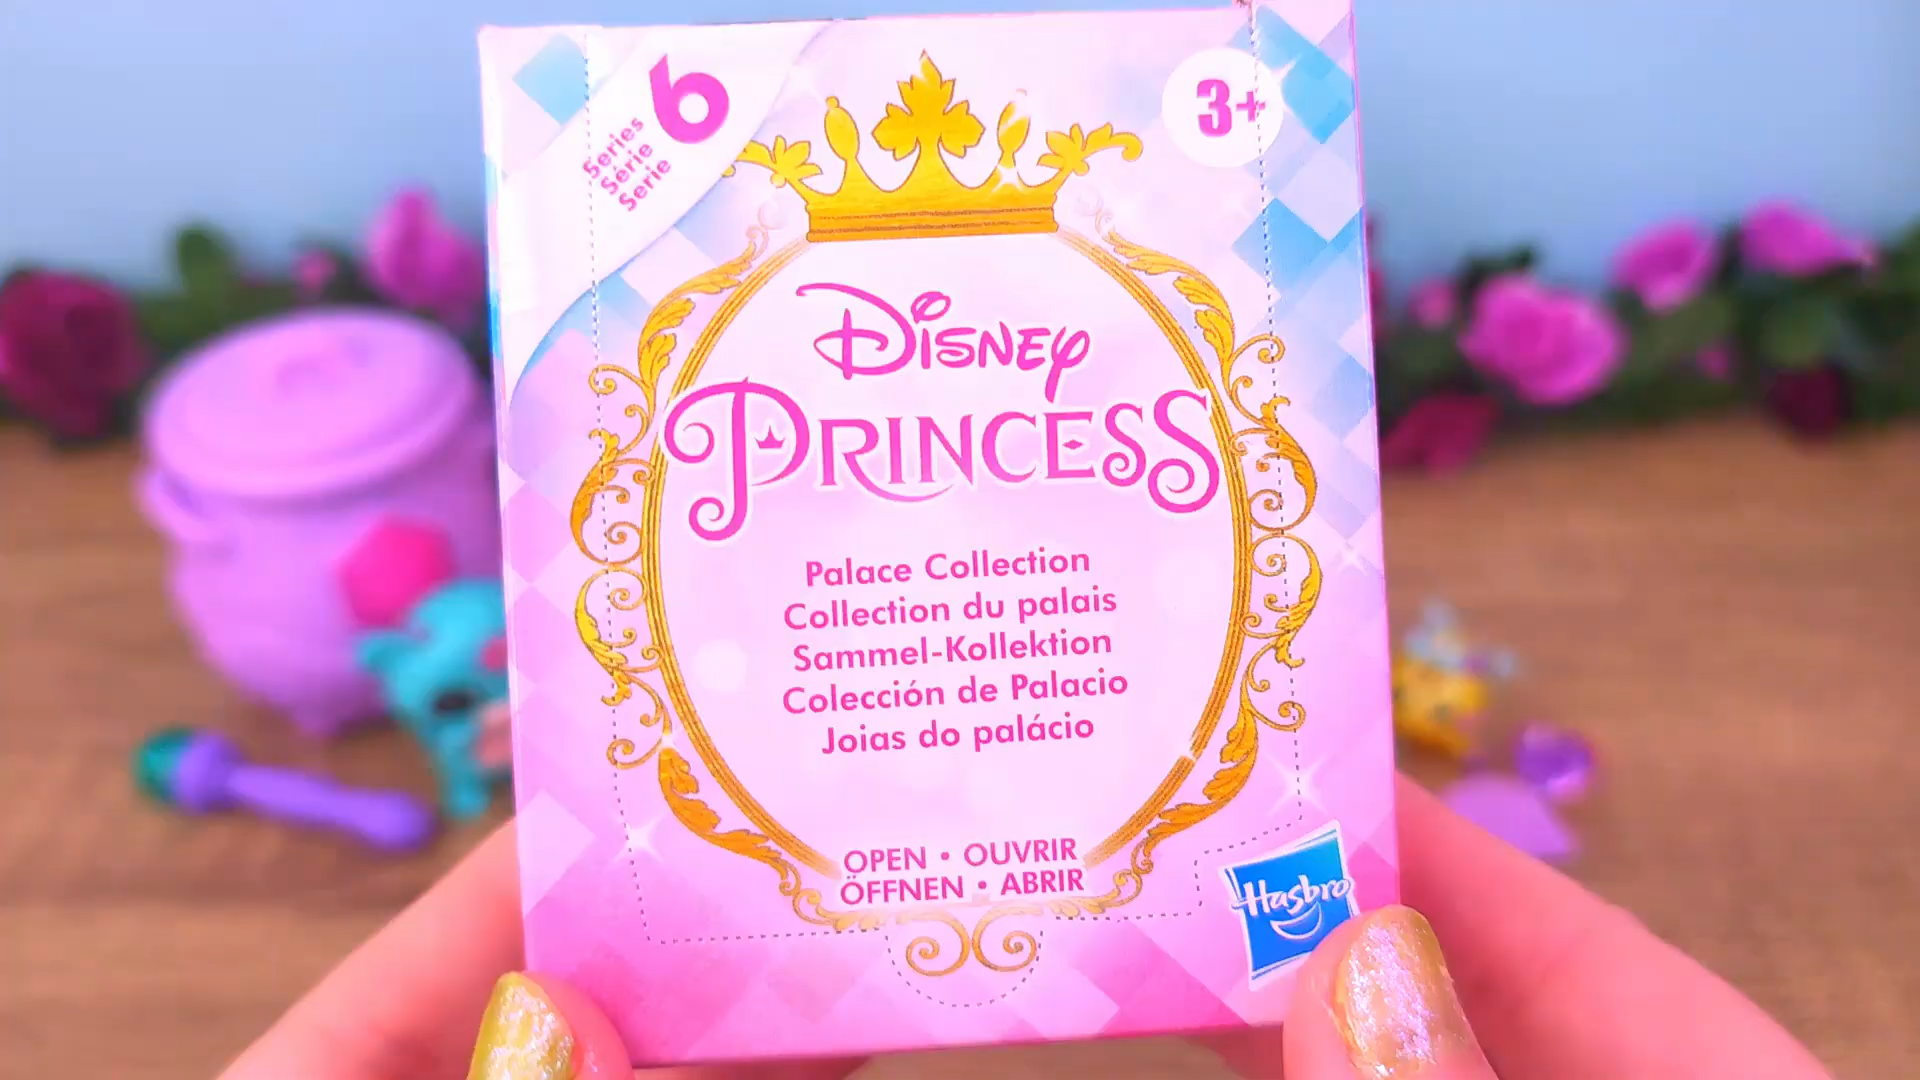 6
Series
Série
Serie
3+
Disney
PRINCESS
Palace Collection
Collection du palais
Sammel-Kollektion
Colección de Palacio
Joias do palácio
OPEN • OUVRIR
ÖFFNEN • ABRIR
Hasbro